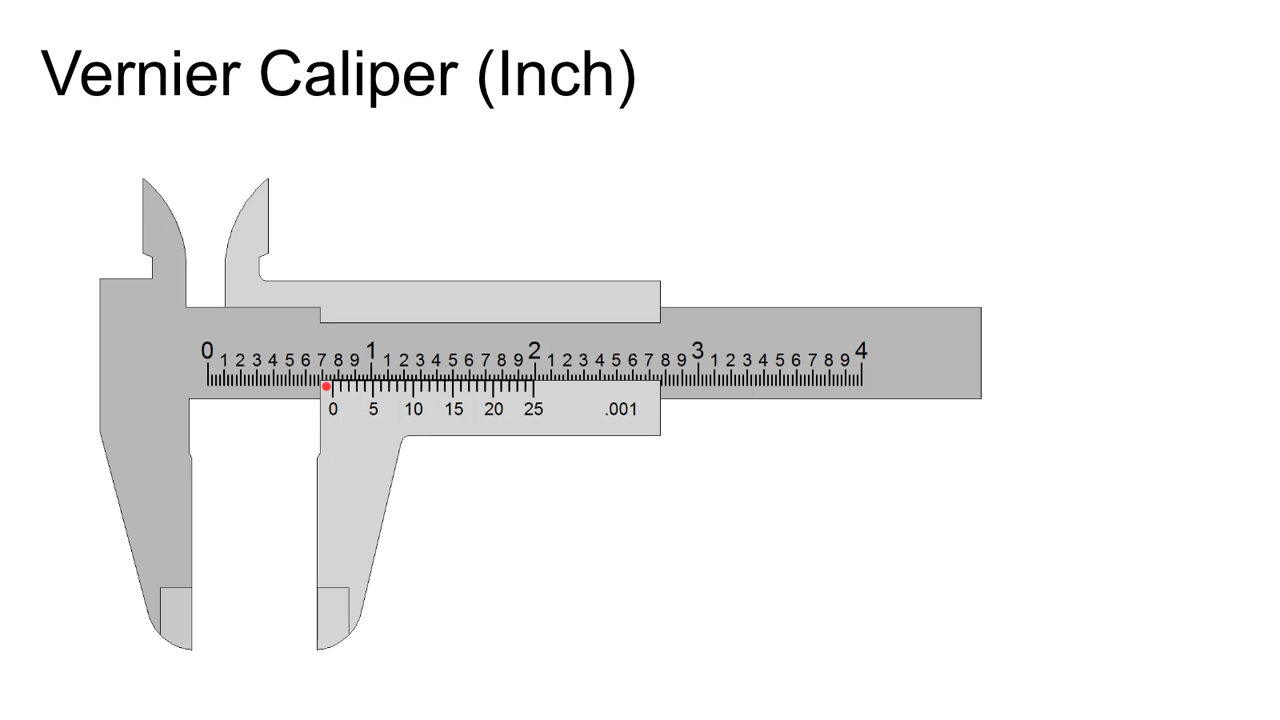 Vernier Caliper (Inch)
0 1 2 3 4 5 6 7 8 9 1 1 2 3 4 5 6 7 8 9 2 1 2 3 4 5 6 7 8 9 3 1 2 3 4 5 6 7 8 9 4
0 5 10 15 20 25 .001